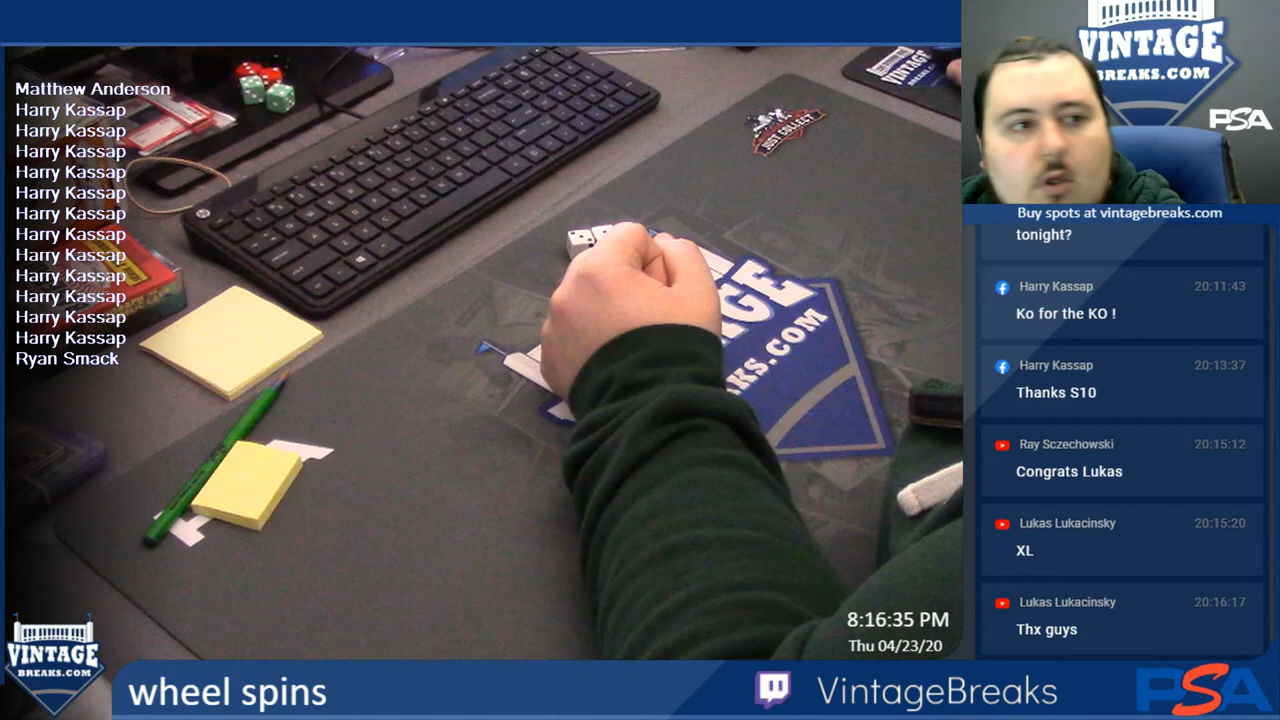 Matthew Anderson
Harry Kassap
Harry Kassap
Harry Kassap
Harry Kassap
Harry Kassap
Harry Kassap
Harry Kassap
Harry Kassap
Harry Kassap
Harry Kassap
Harry Kassap
Harry Kassap
Ryan Smack
VINTAGE
BREAKS.COM
PSA
VINTAGE
JUST COLLECT
Buy spots at vintagebreaks.com
tonight?
Harry Kassap 20:11:43
Ko for the KO !
Harry Kassap 20:13:37
Thanks S10
Ray Sczechowski 20:15:12
Congrats Lukas
Lukas Lukacinsky 20:15:20
XL
Lukas Lukacinsky 20:16:17
Thx guys
8:16:35 PM
Thu 04/23/20
VINTAGE
BREAKS.COM
wheel spins
VintageBreaks
PSA